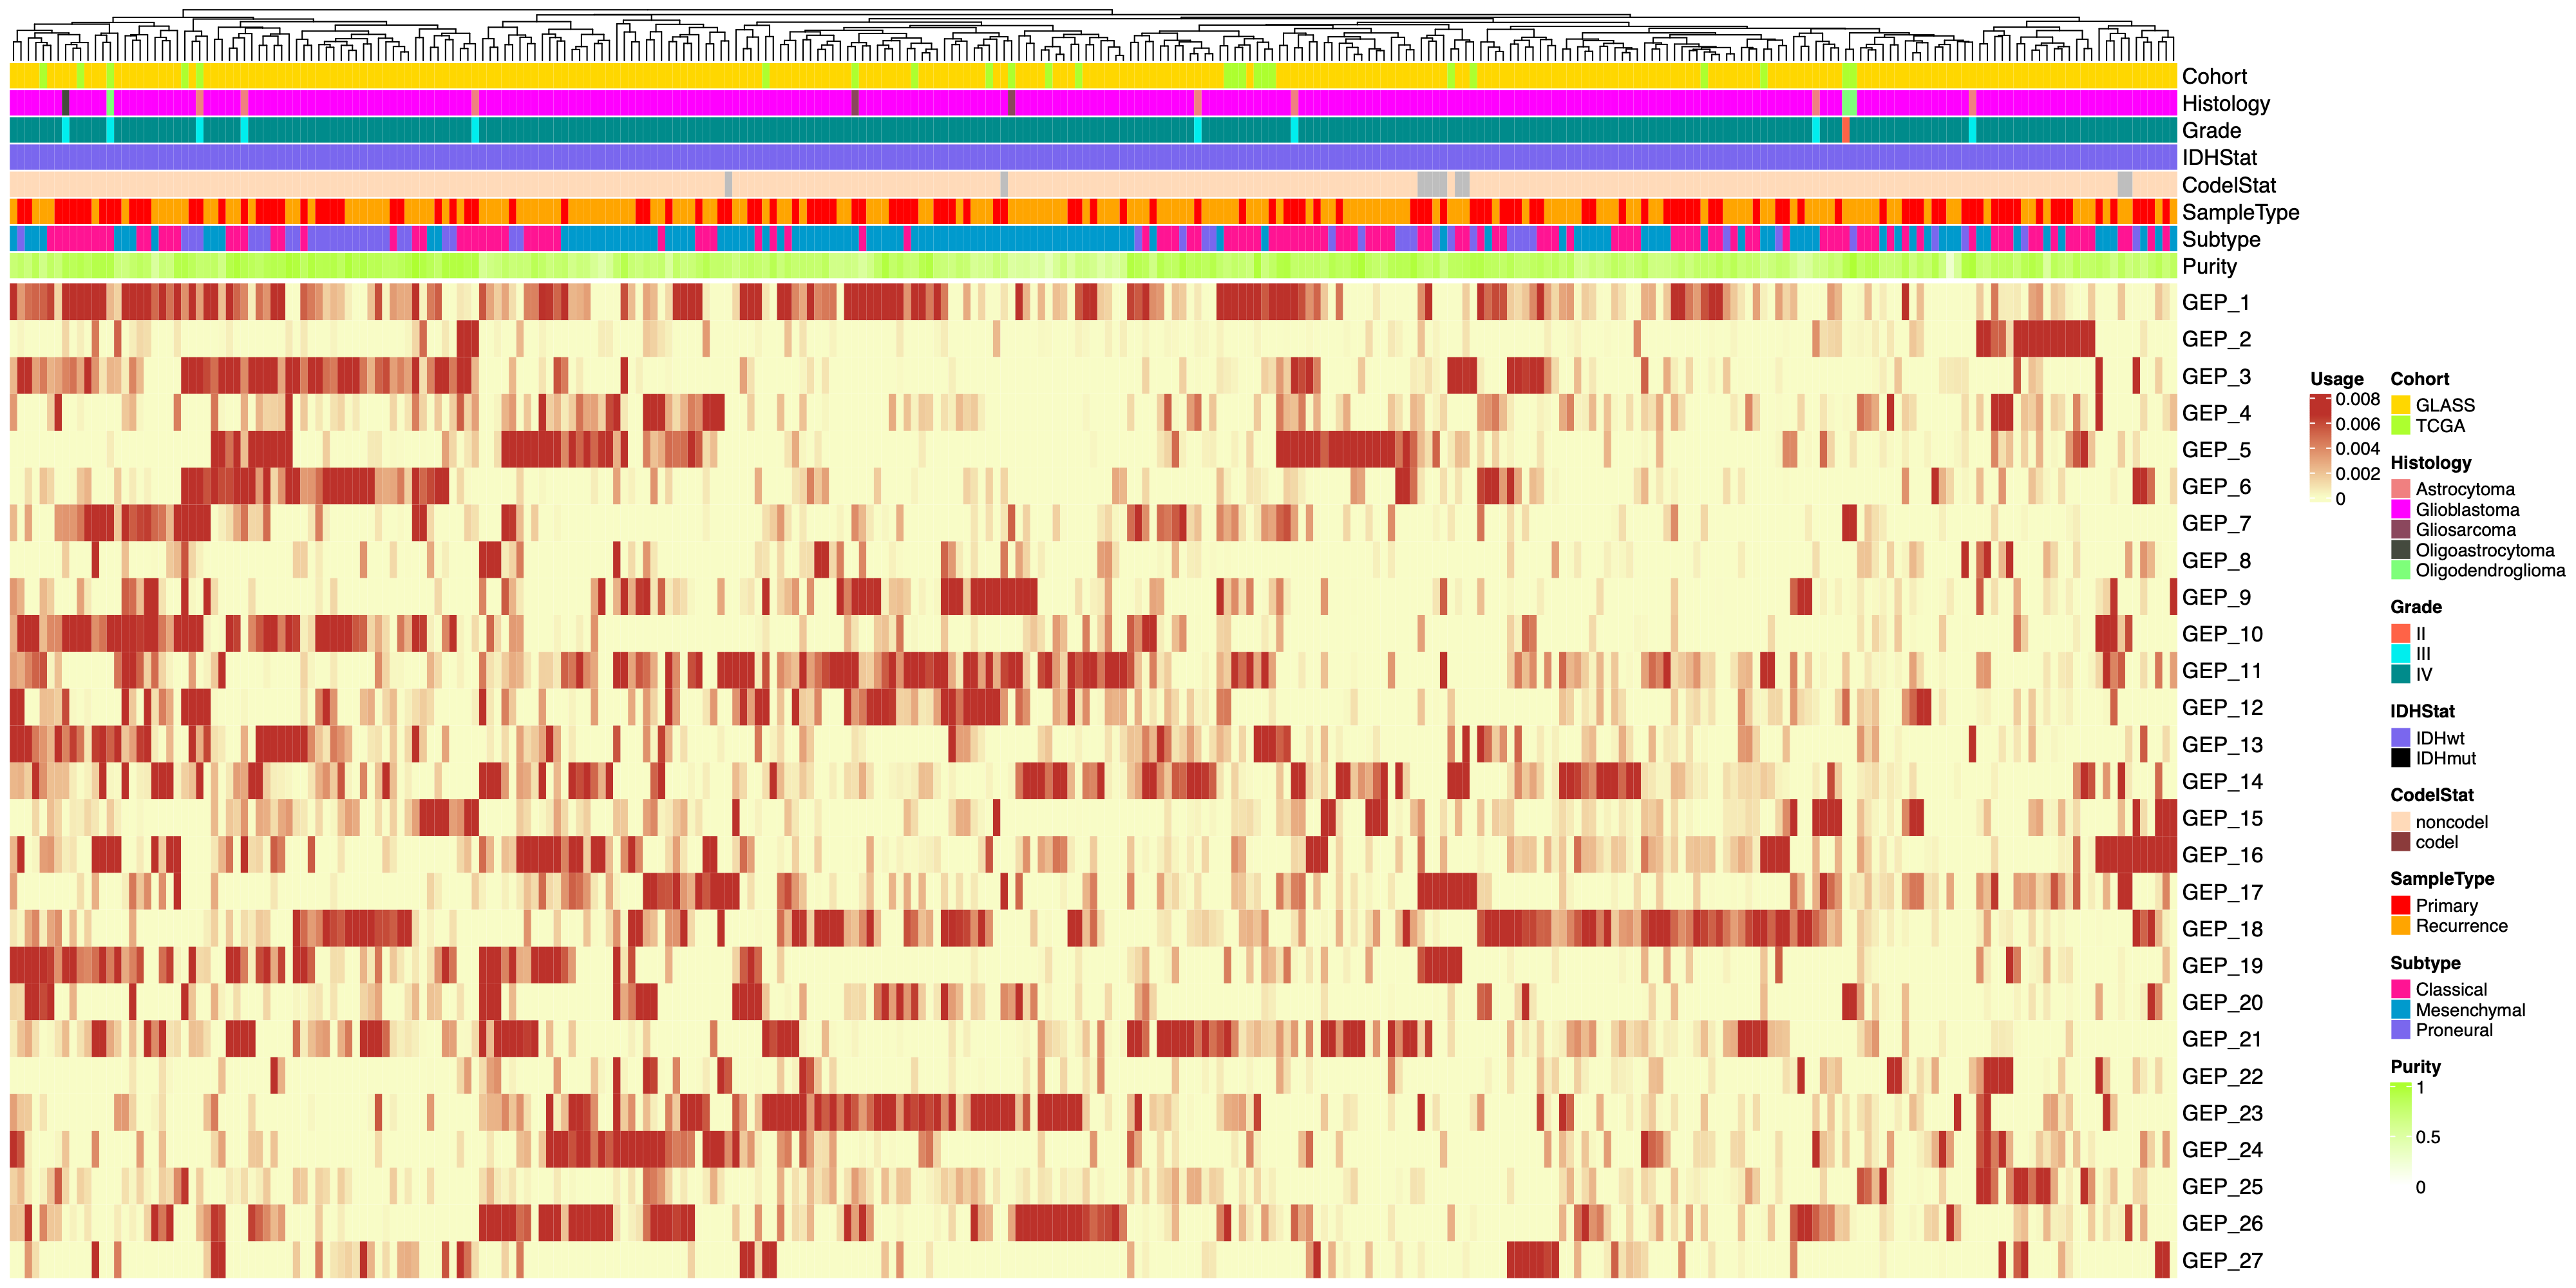 Cohort
Histology
Grade
IDHStat
CodelStat
SampleType
Subtype
Purity
GEP_1
GEP_2
GEP_3
GEP_4
GEP_5
GEP_6
GEP_7
GEP_8
GEP_9
GEP_10
GEP_11
GEP_12
GEP_13
GEP_14
GEP_15
GEP_16
GEP_17
GEP_18
GEP_19
GEP_20
GEP_21
GEP_22
GEP_23
GEP_24
GEP_25
GEP_26
GEP_27
Usage
0.008
0.006
0.004
0.002
0
Cohort
GLASS
TCGA
Histology
Astrocytoma
Glioblastoma
Gliosarcoma
Oligoastrocytoma
Oligodendroglioma
Grade
II
III
IV
IDHStat
IDHwt
IDHmut
CodelStat
noncodel
codel
SampleType
Primary
Recurrence
Subtype
Classical
Mesenchymal
Proneural
Purity
1
0.5
0